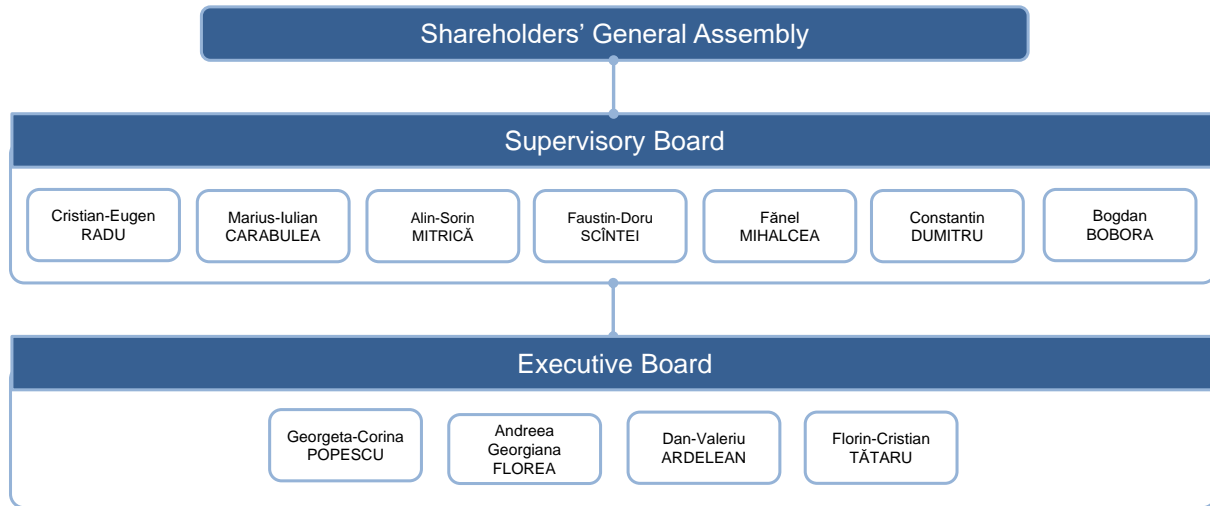 Shareholders’ General Assembly
Supervisory Board
Cristian-Eugen
RADU
Marius-Iulian
CARABULEA
Alin-Sorin
MITRICĂ
Faustin-Doru
SCÎNTEI
Fănel
MIHALCEA
Constantin
DUMITRU
Bogdan
BOBORA
Executive Board
Georgeta-Corina
POPESCU
Andreea
Georgiana
FLOREA
Dan-Valeriu
ARDELEAN
Florin-Cristian
TĂTARU